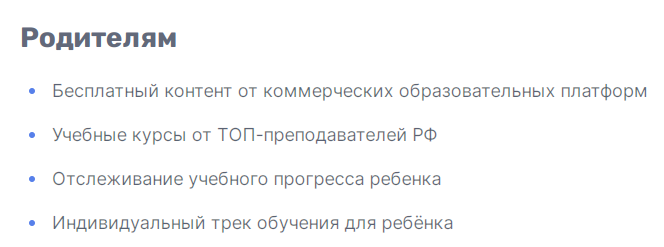 Родителям
Бесплатный контент от коммерческих образовательных платформ
Учебные курсы от ТОП-преподавателей РФ
Отслеживание учебного прогресса ребенка
Индивидуальный трек обучения для ребёнка